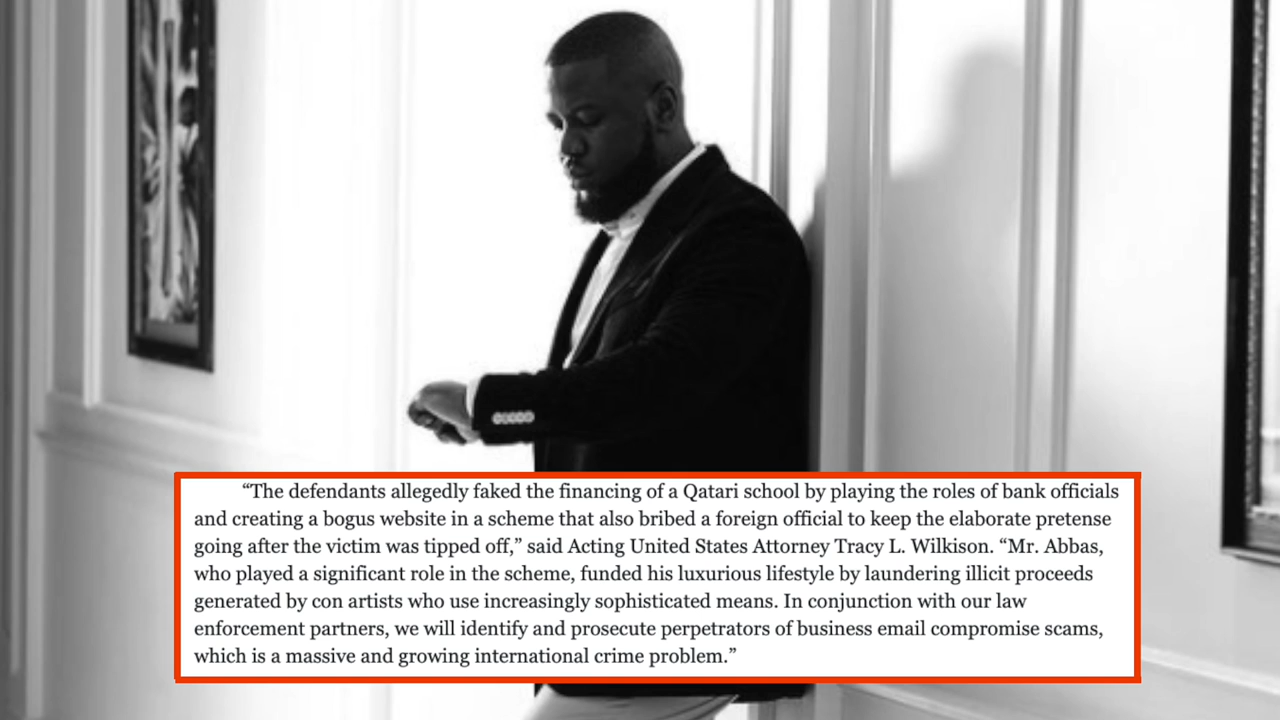 “The defendants allegedly faked the financing of a Qatari school by playing the roles of bank officials
and creating a bogus website in a scheme that also bribed a foreign official to keep the elaborate pretense
going after the victim was tipped off,” said Acting United States Attorney Tracy L. Wilkison. “Mr. Abbas,
who played a significant role in the scheme, funded his luxurious lifestyle by laundering illicit proceeds
generated by con artists who use increasingly sophisticated means. In conjunction with our law
enforcement partners, we will identify and prosecute perpetrators of business email compromise scams,
which is a massive and growing international crime problem.”